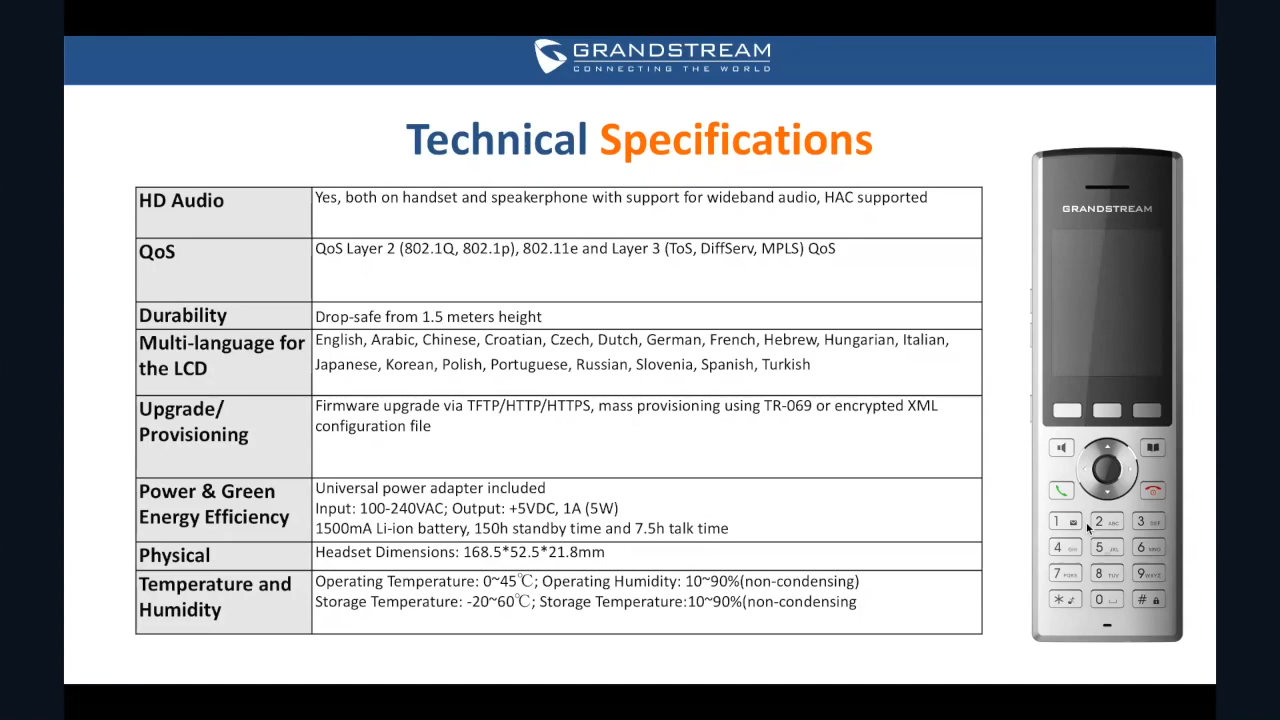 GRANDSTREAM
CONNECTING THE WORLD
Technical Specifications
HD Audio
Yes, both on handset and speakerphone with support for wideband audio, HAC supported
QoS
QoS Layer 2 (802.1Q, 802.1p), 802.11e and Layer 3 (ToS, DiffServ, MPLS) QoS
Durability
Drop-safe from 1.5 meters height
Multi-language for
the LCD
English, Arabic, Chinese, Croatian, Czech, Dutch, German, French, Hebrew, Hungarian, Italian,
Japanese, Korean, Polish, Portuguese, Russian, Slovenia, Spanish, Turkish
Upgrade/
Provisioning
Firmware upgrade via TFTP/HTTP/HTTPS, mass provisioning using TR-069 or encrypted XML
configuration file
Power & Green
Energy Efficiency
Universal power adapter included
Input: 100-240VAC; Output: +5VDC, 1A (5W)
1500mA Li-ion battery, 150h standby time and 7.5h talk time
Physical
Headset Dimensions: 168.5*52.5*21.8mm
Temperature and
Humidity
Operating Temperature: 0~45℃; Operating Humidity: 10~90%(non-condensing)
Storage Temperature: -20~60℃; Storage Temperature:10~90%(non-condensing
GRANDSTREAM
1 2 ABC 3 DEF
4 GHI 5 JKL 6 MNO
7 PQRS 8 TUV 9 WXYZ
* 0 #